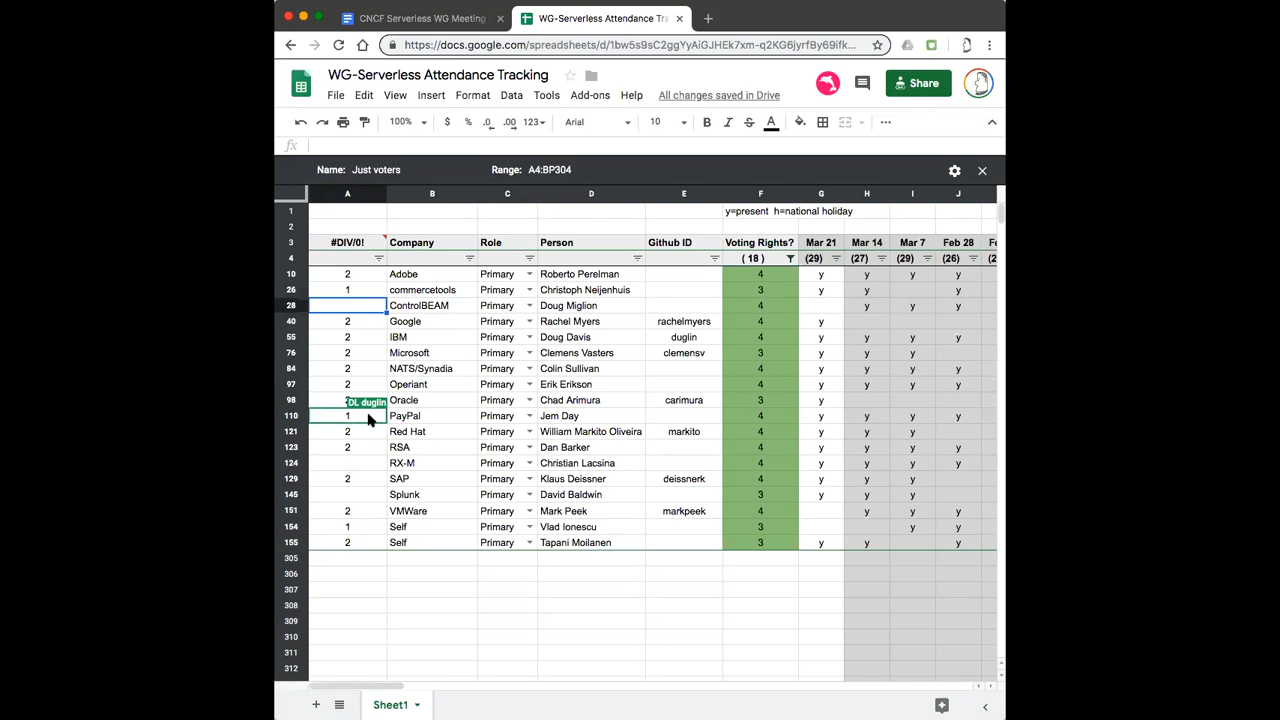 CNCF Serverless WG Meeting
WG-Serverless Attendance Tra
https://docs.google.com/spreadsheets/d/1bw5s9sC2ggYyAiGJHEk7xm-q2KG6jyrfBy69ifk...
WG-Serverless Attendance Tracking
Share
File Edit View Insert Format Data Tools Add-ons Help All changes saved in Drive
100% $ % .0 .00 123 Arial 10 B I S A
fx
Name: Just voters Range: A4:BP304
A B C D E F G H I J
1 y=present h=national holiday
2
3 #DIV/0! Company Role Person Github ID Voting Rights? Mar 21 Mar 14 Mar 7 Feb 28
4 ( 18 ) (29) (27) (29) (26)
10 2 Adobe Primary Roberto Perelman 4 y y y y
26 1 commercetools Primary Christoph Neijenhuis 3 y y y
28 ControlBEAM Primary Doug Miglion 4 y y y
40 2 Google Primary Rachel Myers rachelmyers 4 y
55 2 IBM Primary Doug Davis duglin 4 y y y y
76 2 Microsoft Primary Clemens Vasters clemensv 3 y y y
84 2 NATS/Synadia Primary Colin Sullivan 4 y y y y
97 2 Operiant Primary Erik Erikson 4 y y y y
98 DL duglin Oracle Primary Chad Arimura carimura 3 y
110 1 PayPal Primary Jem Day 4 y y y y
121 2 Red Hat Primary William Markito Oliveira markito 4 y y y
123 2 RSA Primary Dan Barker 4 y y y y
124 RX-M Primary Christian Lacsina 4 y y y y
129 2 SAP Primary Klaus Deissner deissnerk 4 y y y
145 Splunk Primary David Baldwin 3 y y y
151 2 VMWare Primary Mark Peek markpeek 4 y y y
154 1 Self Primary Vlad Ionescu 3 y y
155 2 Self Primary Tapani Moilanen 3 y y y
305
306
307
308
309
310
311
312
Sheet1